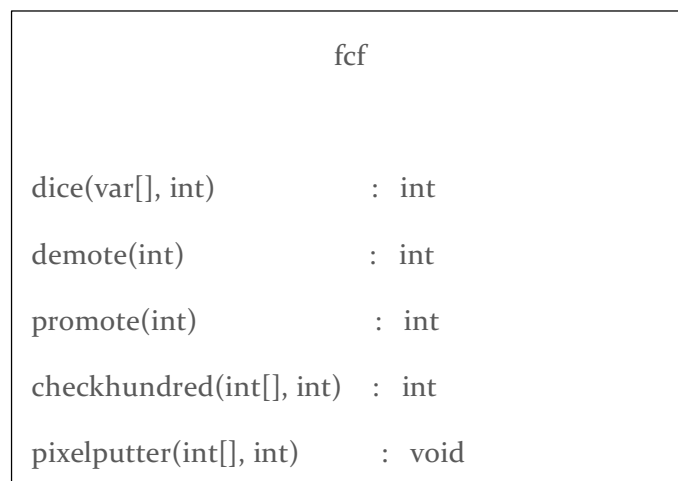 fcf
dice(var[], int) : int
demote(int) : int
promote(int) : int
checkhundred(int[], int) : int
pixelputter(int[], int) : void